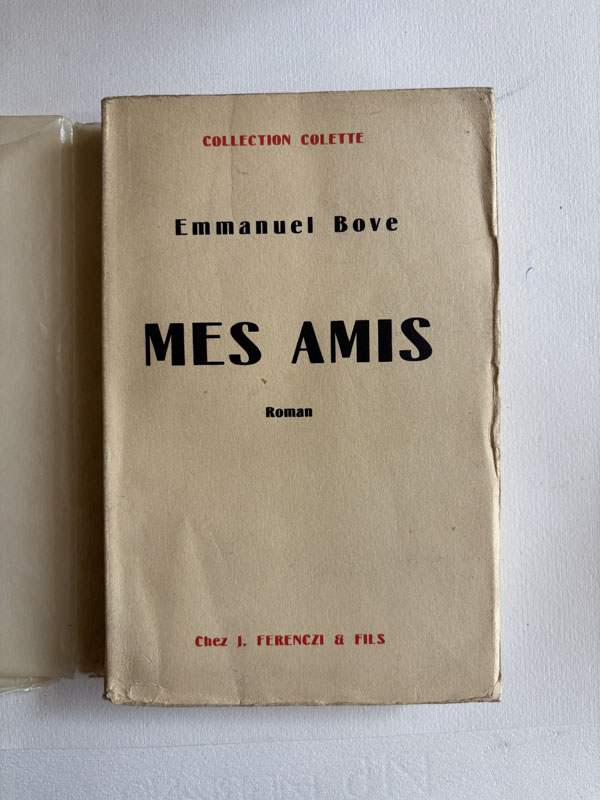 COLLECTION COLETTE
Emmanuel Bove
MES AMIS
Roman
Chez J. FERENCZI & FILS